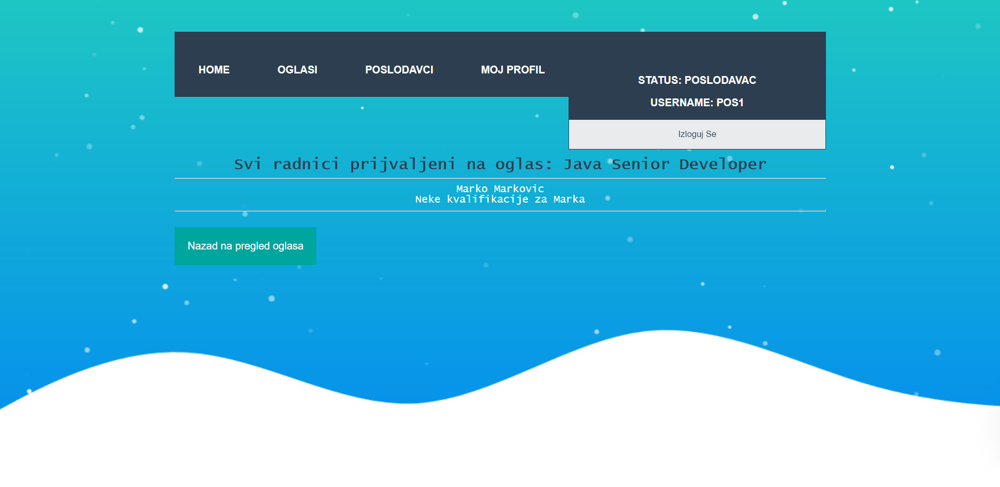 HOME
OGLASI
POSLODAVCI
MOJ PROFIL
STATUS: POSLODAVAC
USERNAME: POS1
Izloguj Se
Svi radnici prijvaljeni na oglas: Java Senior Developer
Marko Markovic
Neke kvalifikacije za Marka
Nazad na pregled oglasa